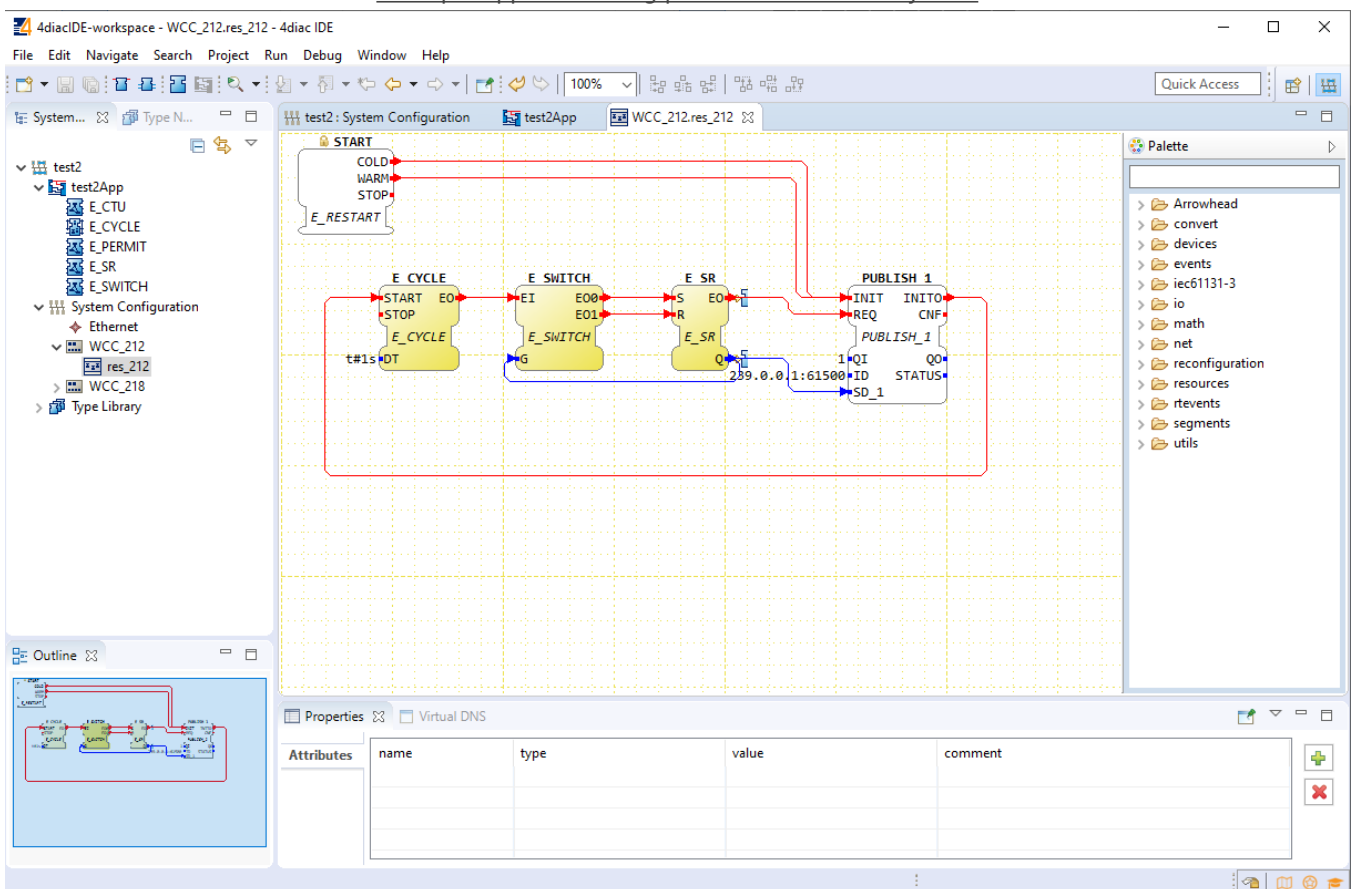 4diacIDE-workspace - WCC_212.res_212 - 4diac IDE
File Edit Navigate Search Project Run Debug Window Help
100%
Quick Access
System... Type N...
test2 : System Configuration test2App WCC_212.res_212
test2
test2App
E_CTU
E_CYCLE
E_PERMIT
E_SR
E_SWITCH
System Configuration
Ethernet
WCC_212
res_212
WCC_218
Type Library
START
COLD
WARM
STOP
E_RESTART
E_CYCLE
START EO
STOP
E_CYCLE
t#1s DT
E_SWITCH
EI EO0
EO1
E_SWITCH
G
E_SR
S EO
R
E_SR
Q
PUBLISH_1
INIT INITO
REQ CNF
PUBLISH_1
1 QI QO
239.0.0.1:61500 ID STATUS
SD_1
Palette
Arrowhead
convert
devices
events
iec61131-3
io
math
net
reconfiguration
resources
rtevents
segments
utils
Outline
Properties Virtual DNS
Attributes
name type value comment